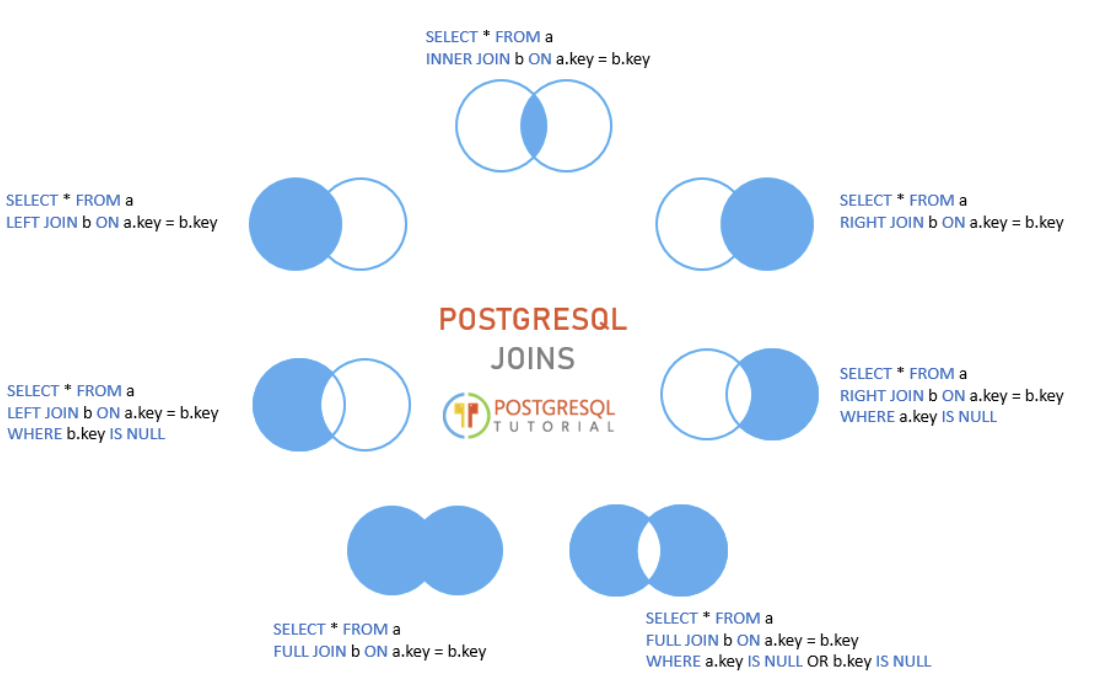 SELECT * FROM a
INNER JOIN b ON a.key = b.key
SELECT * FROM a
LEFT JOIN b ON a.key = b.key
SELECT * FROM a
RIGHT JOIN b ON a.key = b.key
POSTGRESQL
JOINS
POSTGRESQL
TUTORIAL
SELECT * FROM a
LEFT JOIN b ON a.key = b.key
WHERE b.key IS NULL
SELECT * FROM a
RIGHT JOIN b ON a.key = b.key
WHERE a.key IS NULL
SELECT * FROM a
FULL JOIN b ON a.key = b.key
SELECT * FROM a
FULL JOIN b ON a.key = b.key
WHERE a.key IS NULL OR b.key IS NULL